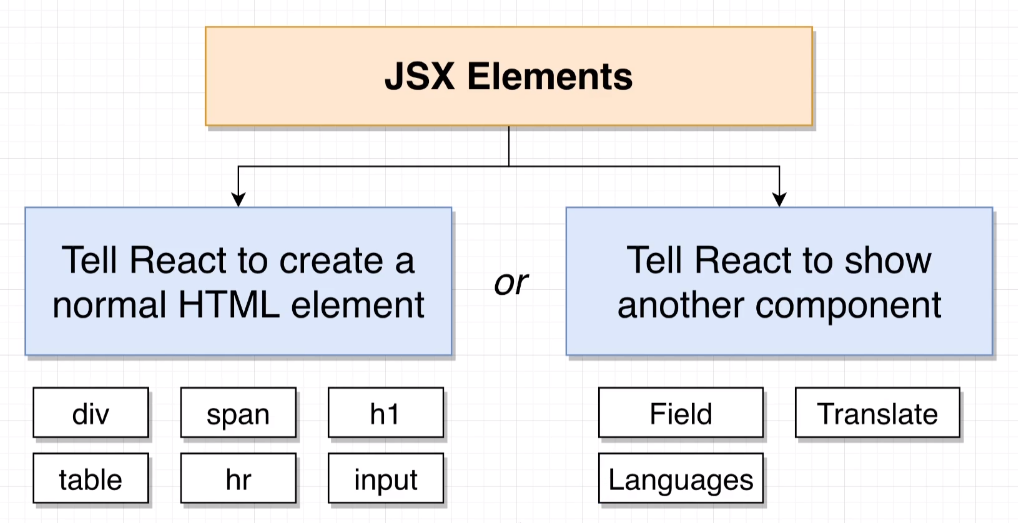 JSX Elements
Tell React to create a
normal HTML element
or
Tell React to show
another component
div
span
h1
table
hr
input
Field
Translate
Languages